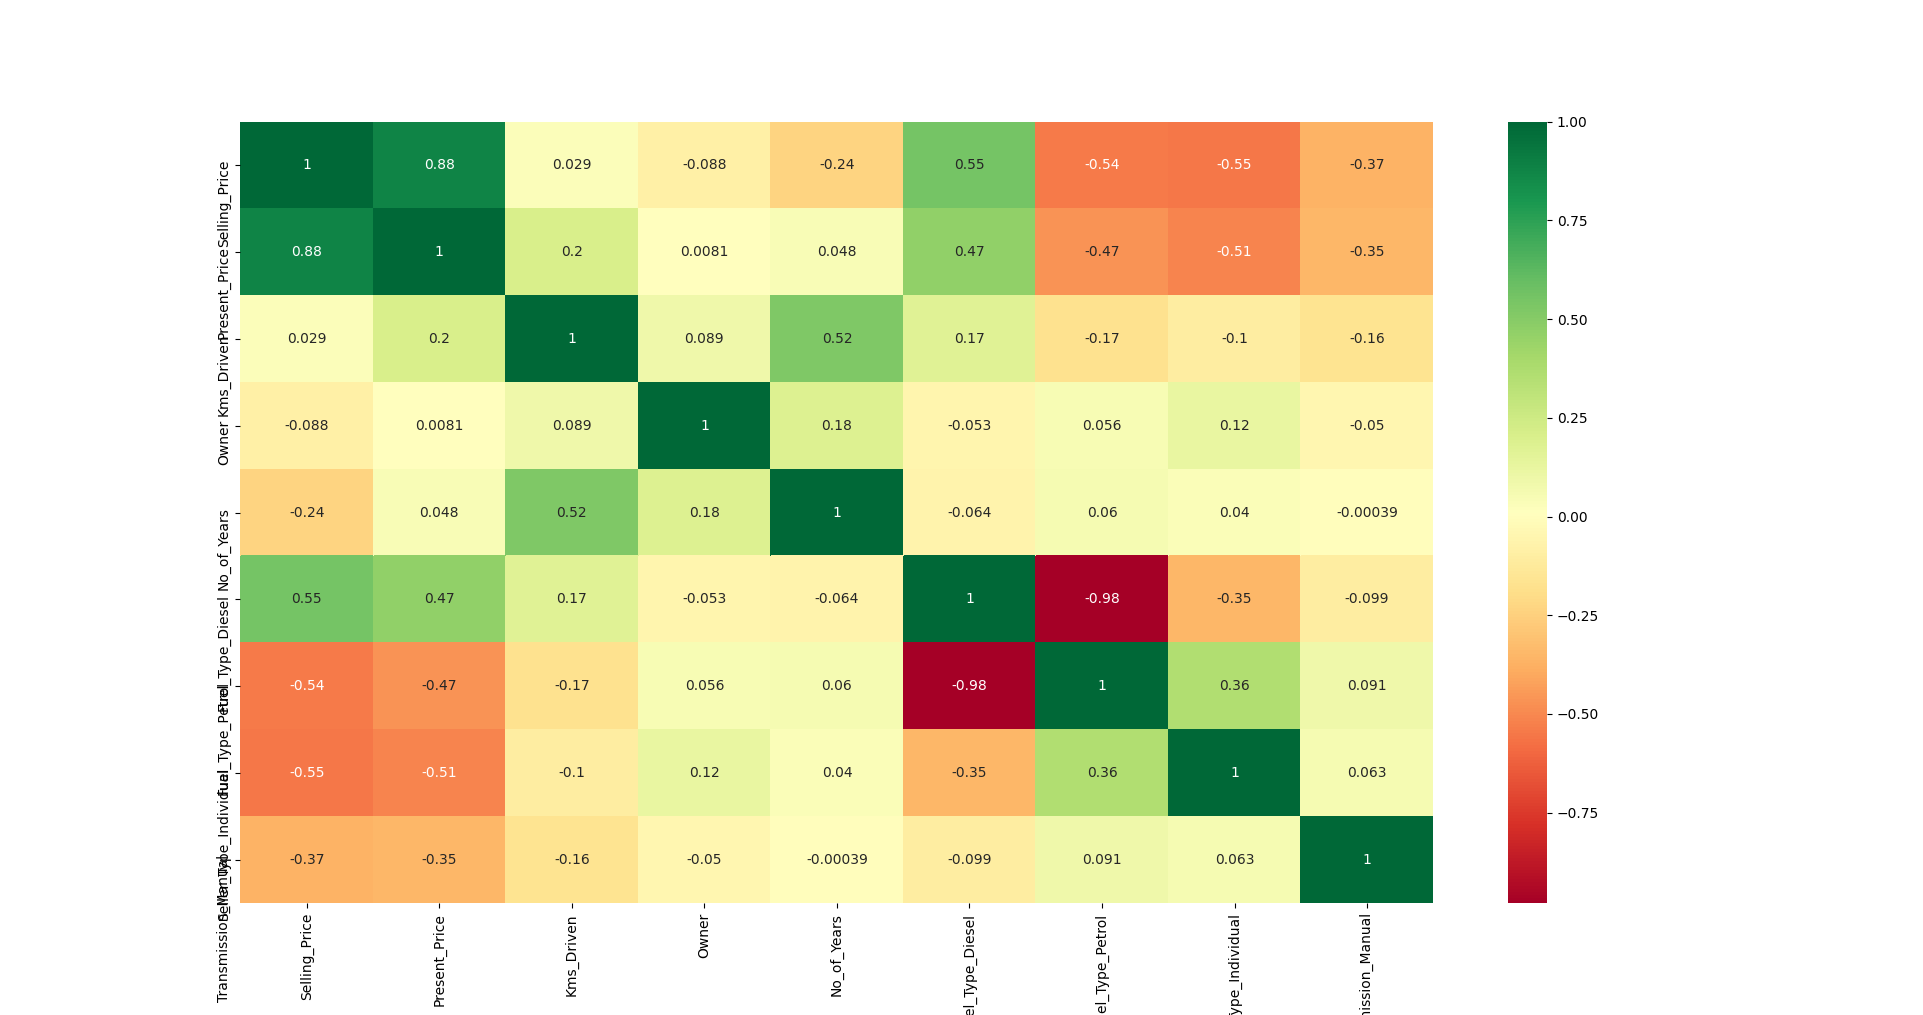 Selling_Price
1 0.88 0.029 -0.088 -0.24 0.55 -0.54 -0.55 -0.37
Present_Price
0.88 1 0.2 0.0081 0.048 0.47 -0.47 -0.51 -0.35
Kms_Driven
0.029 0.2 1 0.089 0.52 0.17 -0.17 -0.1 -0.16
Owner
-0.088 0.0081 0.089 1 0.18 -0.053 0.056 0.12 -0.05
No_of_Years
-0.24 0.048 0.52 0.18 1 -0.064 0.06 0.04 -0.00039
Fuel_Type_Diesel
0.55 0.47 0.17 -0.053 -0.064 1 -0.98 -0.35 -0.099
Fuel_Type_Petrol
-0.54 -0.47 -0.17 0.056 0.06 -0.98 1 0.36 0.091
Seller_Type_Individual
-0.55 -0.51 -0.1 0.12 0.04 -0.35 0.36 1 0.063
Transmission_Manual
-0.37 -0.35 -0.16 -0.05 -0.00039 -0.099 0.091 0.063 1
Selling_Price
Present_Price
Kms_Driven
Owner
No_of_Years
el_Type_Diesel
el_Type_Petrol
Type_Individual
mission_Manual
1.00
0.75
0.50
0.25
0.00
−0.25
−0.50
−0.75